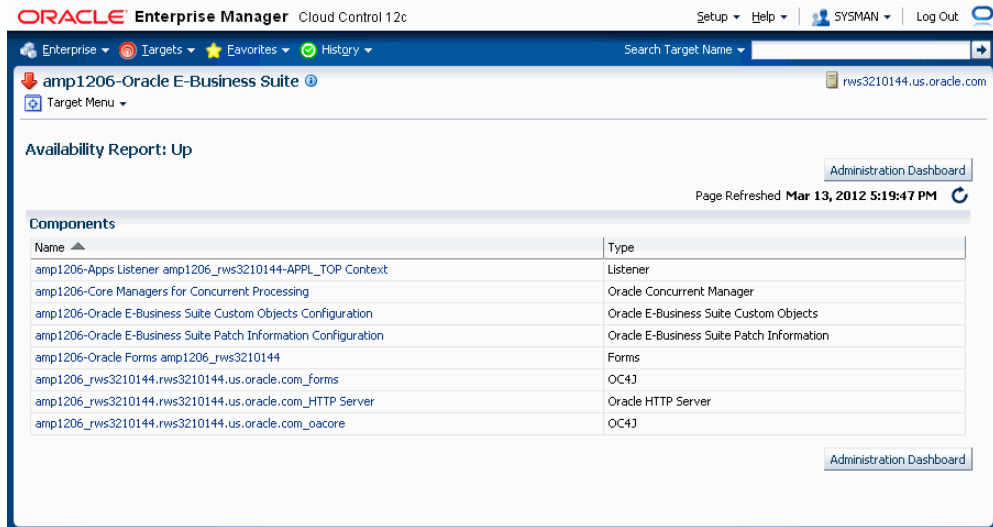 ORACLE Enterprise Manager Cloud Control 12c
Setup Help SYSMAN Log Out
Enterprise Targets Favorites History Search Target Name
amp1206-Oracle E-Business Suite rws3210144.us.oracle.com
Target Menu
Availability Report: Up
Administration Dashboard
Page Refreshed Mar 13, 2012 5:19:47 PM
Components
Name Type
amp1206-Apps Listener amp1206_rws3210144-APPL_TOP Context Listener
amp1206-Core Managers for Concurrent Processing Oracle Concurrent Manager
amp1206-Oracle E-Business Suite Custom Objects Configuration Oracle E-Business Suite Custom Objects
amp1206-Oracle E-Business Suite Patch Information Configuration Oracle E-Business Suite Patch Information
amp1206-Oracle Forms amp1206_rws3210144 Forms
amp1206_rws3210144.rws3210144.us.oracle.com_forms OC4J
amp1206_rws3210144.rws3210144.us.oracle.com_HTTP Server Oracle HTTP Server
amp1206_rws3210144.rws3210144.us.oracle.com_oacore OC4J
Administration Dashboard